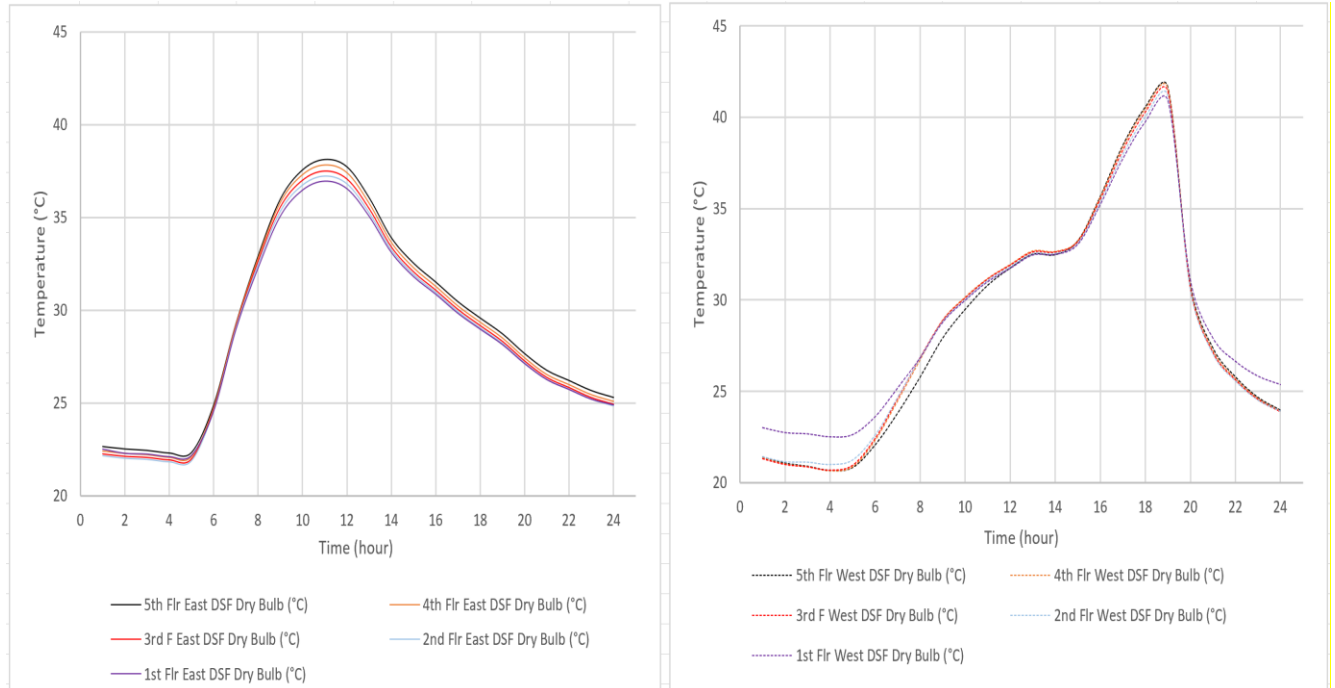 45
40
35
30
25
20
Temperature (°C)
0 2 4 6 8 10 12 14 16 18 20 22 24
Time (hour)
5th Flr East DSF Dry Bulb (°C) 4th Flr East DSF Dry Bulb (°C)
3rd F East DSF Dry Bulb (°C) 2nd Flr East DSF Dry Bulb (°C)
1st Flr East DSF Dry Bulb (°C)
45
40
35
30
25
20
Temperature (°C)
0 2 4 6 8 10 12 14 16 18 20 22 24
Time (hour)
5th Flr West DSF Dry Bulb (°C) 4th Flr West DSF Dry Bulb (°C)
3rd F West DSF Dry Bulb (°C) 2nd Flr West DSF Dry Bulb (°C)
1st Flr West DSF Dry Bulb (°C)